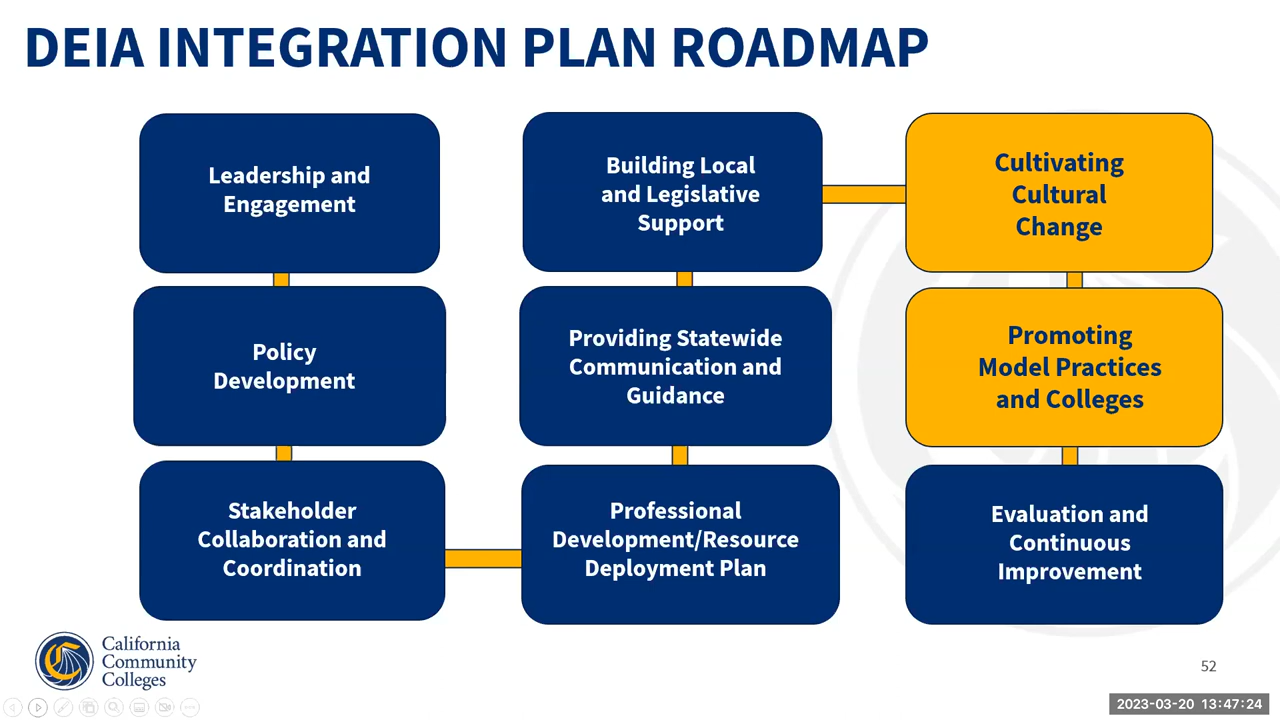 DEIA INTEGRATION PLAN ROADMAP
Leadership and
Engagement
Policy
Development
Stakeholder
Collaboration and
Coordination
Building Local
and Legislative
Support
Providing Statewide
Communication and
Guidance
Professional
Development/Resource
Deployment Plan
Cultivating
Cultural
Change
Promoting
Model Practices
and Colleges
Evaluation and
Continuous
Improvement
California
Community
Colleges
52
2023-03-20 13:47:24